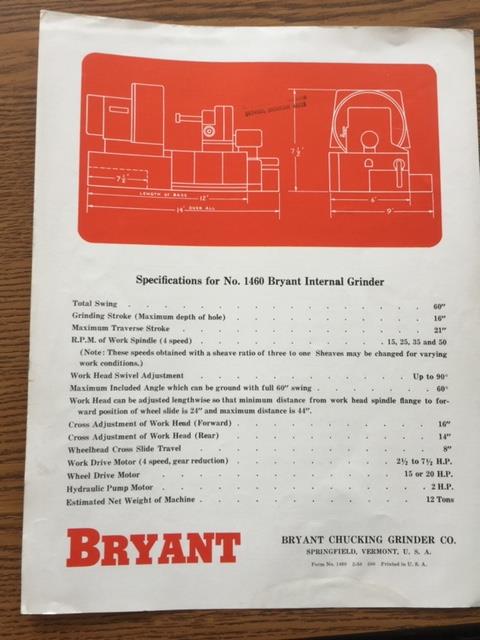 7½'
7½'
LENGTH OF BASE 12'
14' OVER ALL
6'
9'
Specifications for No. 1460 Bryant Internal Grinder
Total Swing . . . . . . . . . . . . . . 60"
Grinding Stroke (Maximum depth of hole) . . . . . . . . . 16"
Maximum Traverse Stroke . . . . . . . . . . . . 21"
R.P.M. of Work Spindle (4 speed) . . . . . . . . 15, 25, 35 and 50
(Note: These speeds obtained with a sheave ratio of three to one Sheaves may be changed for varying
work conditions.)
Work Head Swivel Adjustment . . . . . . . . . . Up to 90°
Maximum Included Angle which can be ground with full 60" swing . . . . . . 60°
Work Head can be adjusted lengthwise so that minimum distance from work head spindle flange to for-
ward position of wheel slide is 24" and maximum distance is 44".
Cross Adjustment of Work Head (Forward) . . . . . . . . . 16"
Cross Adjustment of Work Head (Rear) . . . . . . . . . 14"
Wheelhead Cross Slide Travel . . . . . . . . . . . 8"
Work Drive Motor (4 speed, gear reduction) . . . . . . . 2½ to 7½ H.P.
Wheel Drive Motor . . . . . . . . . . . . 15 or 20 H.P.
Hydraulic Pump Motor . . . . . . . . . . . . 2 H.P.
Estimated Net Weight of Machine . . . . . . . . . . 12 Tons
BRYANT
BRYANT CHUCKING GRINDER CO.
SPRINGFIELD, VERMONT, U. S. A.
Form No. 1460 Printed in U. S. A.